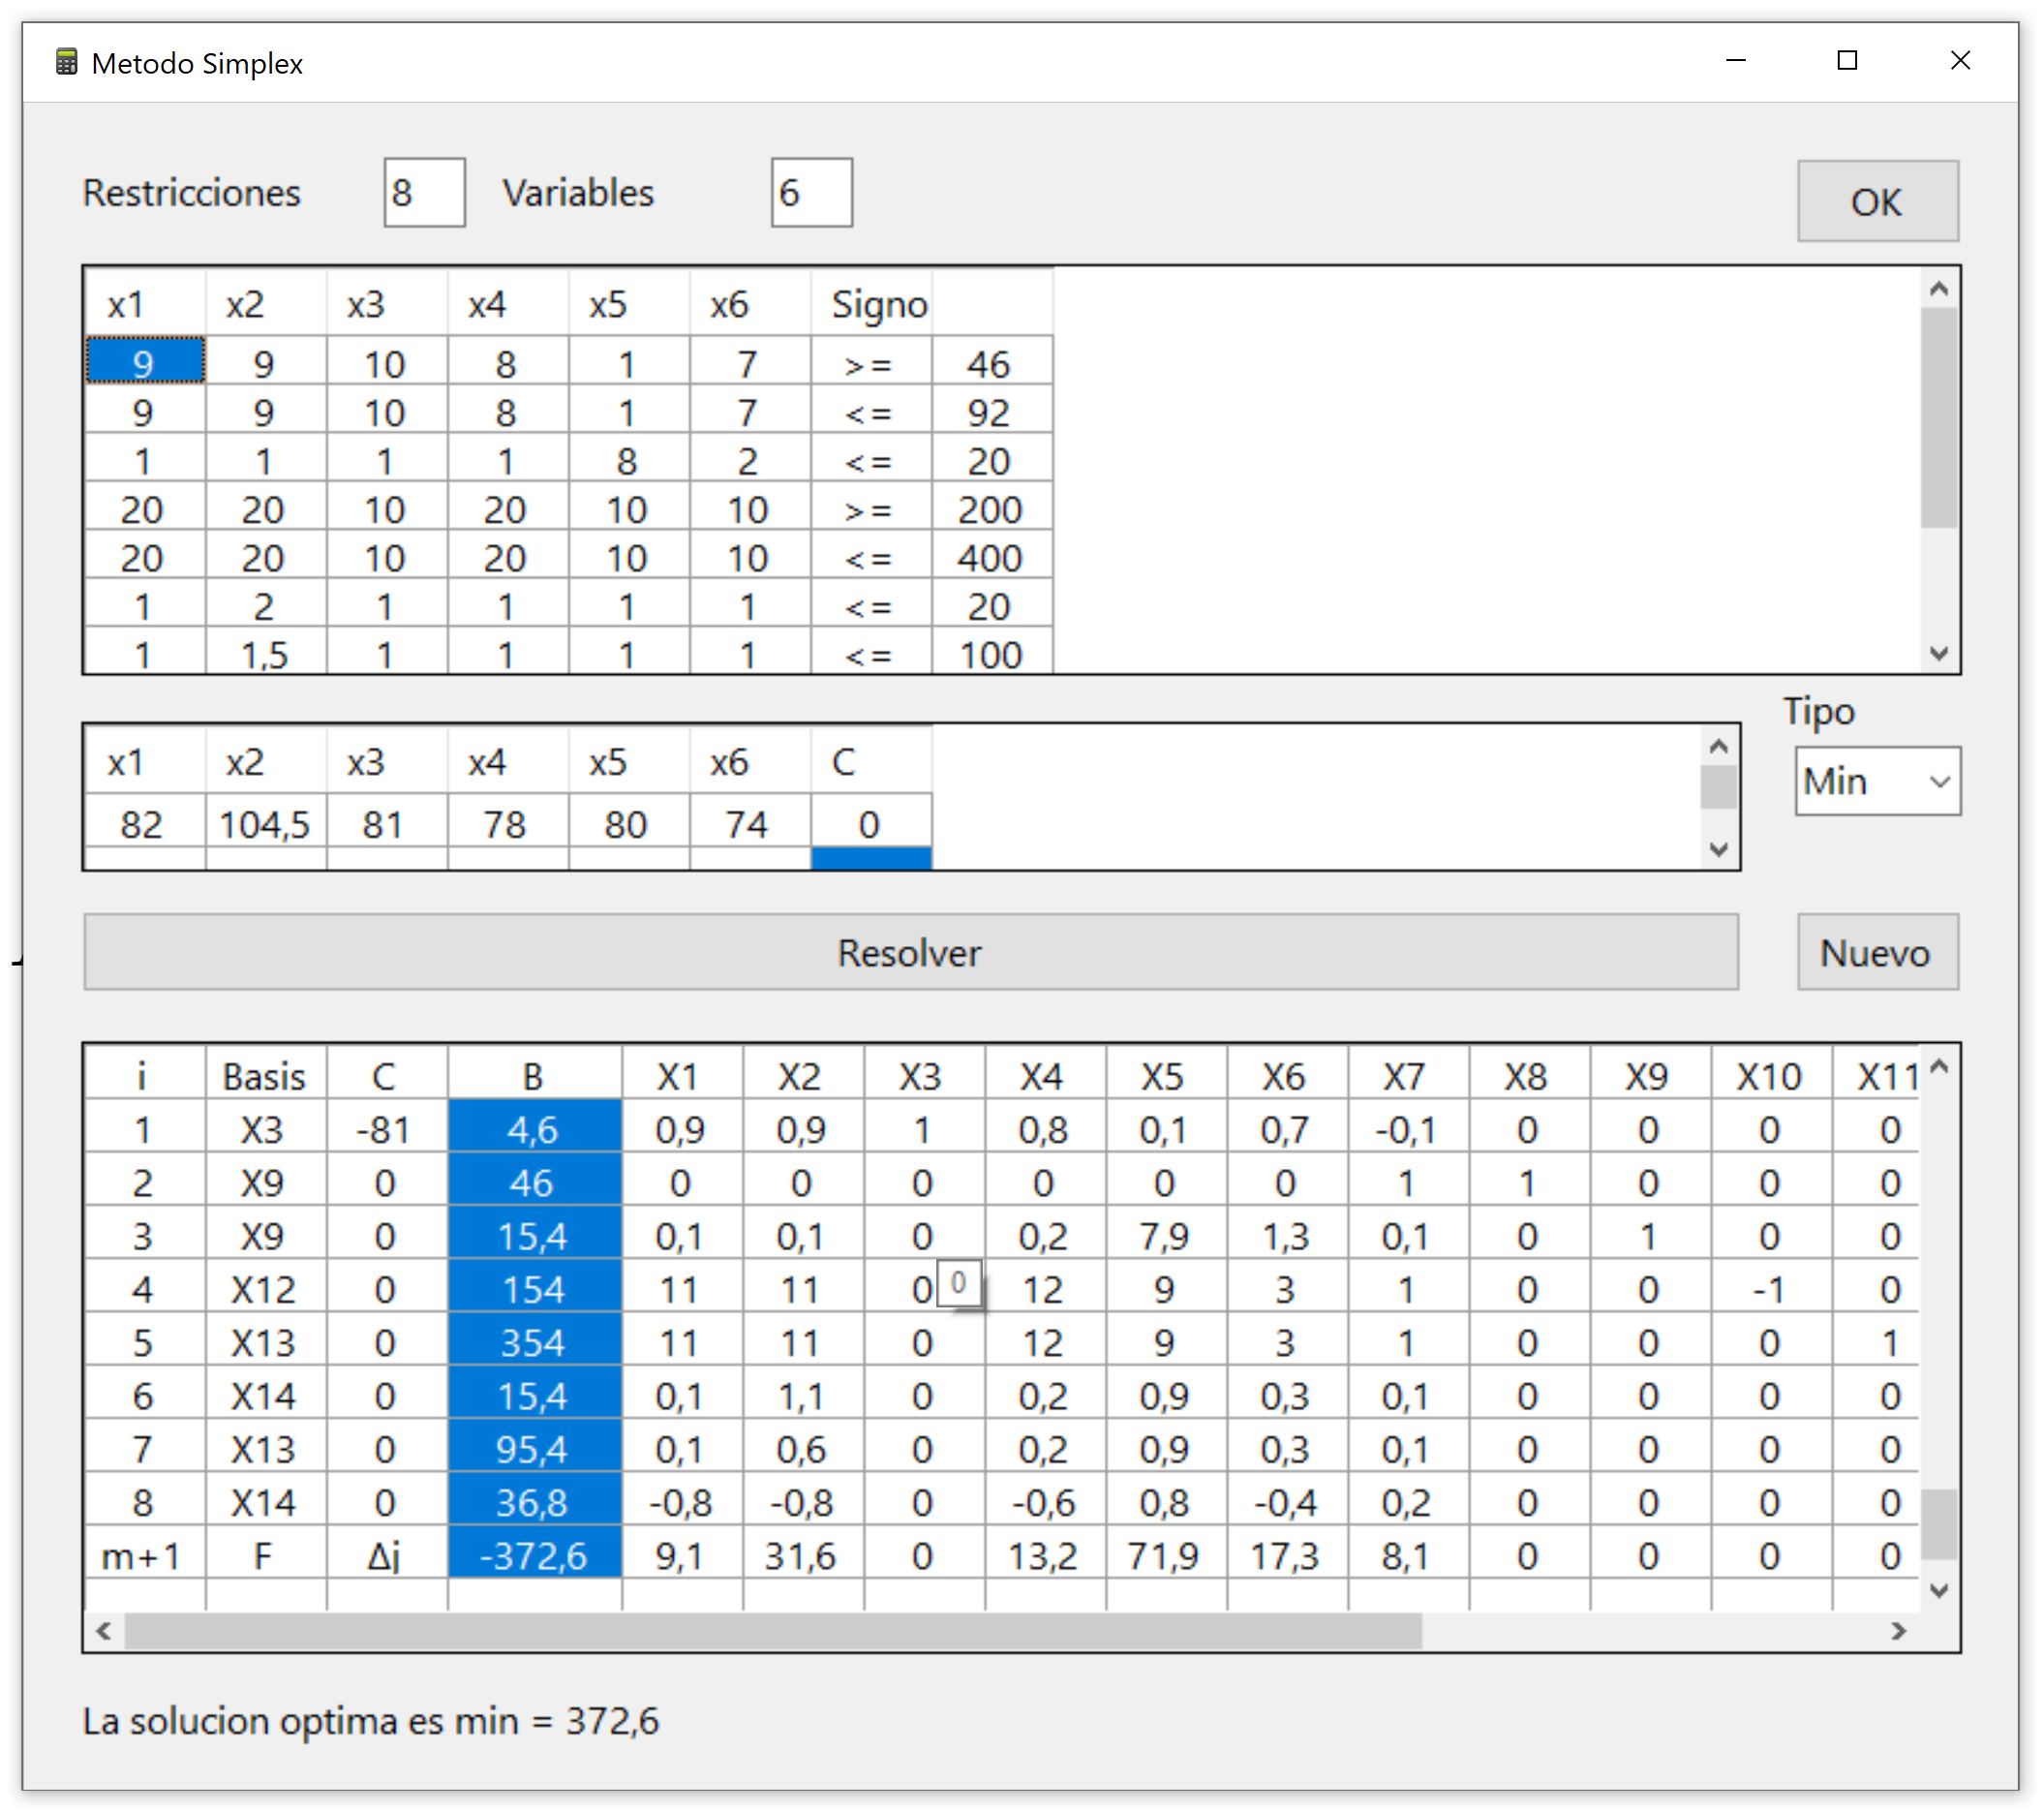 Metodo Simplex
Restricciones 8 Variables 6 OK
x1 x2 x3 x4 x5 x6 Signo
9 9 10 8 1 7 >= 46
9 9 10 8 1 7 <= 92
1 1 1 1 8 2 <= 20
20 20 10 20 10 10 >= 200
20 20 10 20 10 10 <= 400
1 2 1 1 1 1 <= 20
1 1,5 1 1 1 1 <= 100
Tipo
x1 x2 x3 x4 x5 x6 C
Min
82 104,5 81 78 80 74 0
Resolver Nuevo
i Basis C B X1 X2 X3 X4 X5 X6 X7 X8 X9 X10 X11
1 X3 -81 4,6 0,9 0,9 1 0,8 0,1 0,7 -0,1 0 0 0 0
2 X9 0 46 0 0 0 0 0 0 1 1 0 0 0
3 X9 0 15,4 0,1 0,1 0 0,2 7,9 1,3 0,1 0 1 0 0
4 X12 0 154 11 11 0 0 12 9 3 1 0 0 -1 0
5 X13 0 354 11 11 0 12 9 3 1 0 0 0 1
6 X14 0 15,4 0,1 1,1 0 0,2 0,9 0,3 0,1 0 0 0 0
7 X13 0 95,4 0,1 0,6 0 0,2 0,9 0,3 0,1 0 0 0 0
8 X14 0 36,8 -0,8 -0,8 0 -0,6 0,8 -0,4 0,2 0 0 0 0
m+1 F Δj -372,6 9,1 31,6 0 13,2 71,9 17,3 8,1 0 0 0 0
La solucion optima es min = 372,6